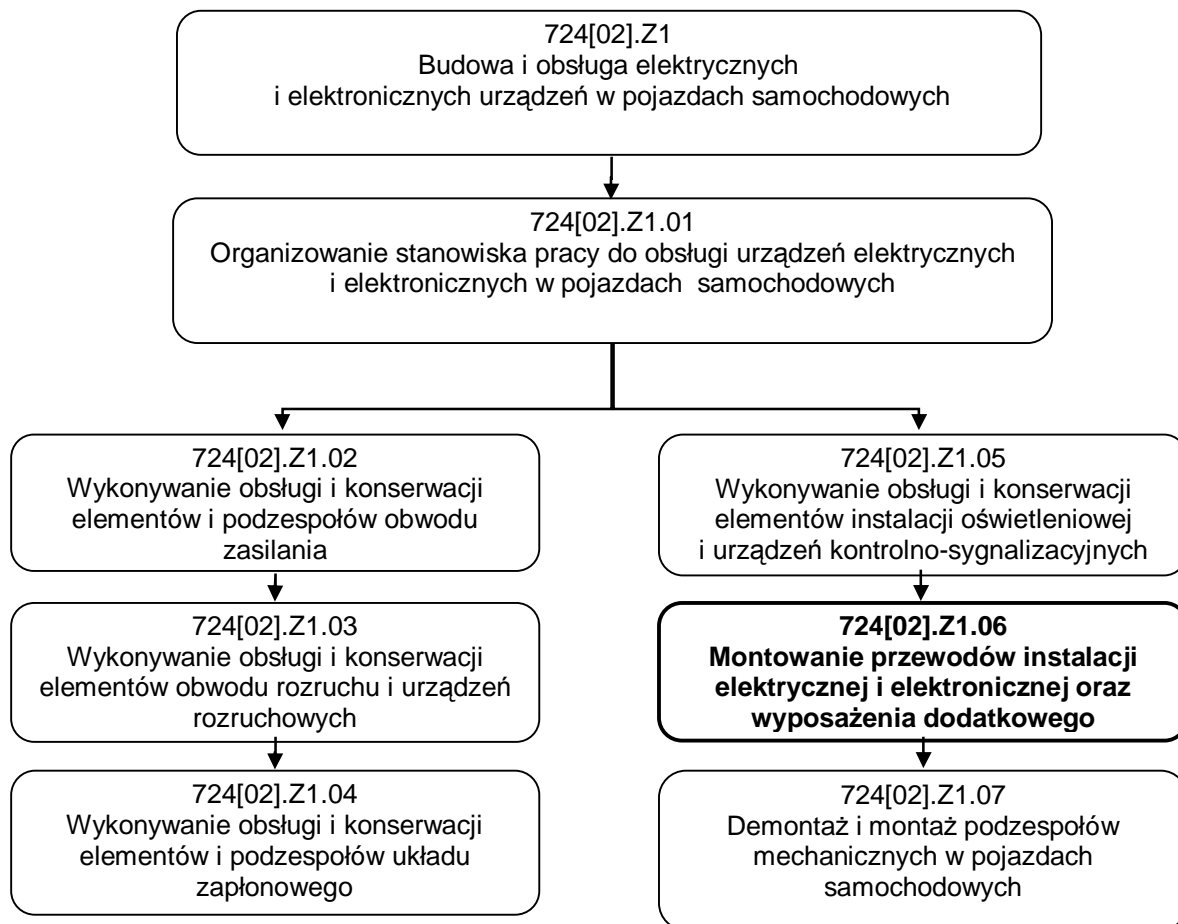 724[02].Z1
Budowa i obsługa elektrycznych
i elektronicznych urządzeń w pojazdach samochodowych
724[02].Z1.01
Organizowanie stanowiska pracy do obsługi urządzeń elektrycznych
i elektronicznych w pojazdach samochodowych
724[02].Z1.02
Wykonywanie obsługi i konserwacji
elementów i podzespołów obwodu
zasilania
724[02].Z1.03
Wykonywanie obsługi i konserwacji
elementów obwodu rozruchu i urządzeń
rozruchowych
724[02].Z1.04
Wykonywanie obsługi i konserwacji
elementów i podzespołów układu
zapłonowego
724[02].Z1.05
Wykonywanie obsługi i konserwacji
elementów instalacji oświetleniowej
i urządzeń kontrolno-sygnalizacyjnych
724[02].Z1.06
Montowanie przewodów instalacji
elektrycznej i elektronicznej oraz
wyposażenia dodatkowego
724[02].Z1.07
Demontaż i montaż podzespołów
mechanicznych w pojazdach
samochodowych